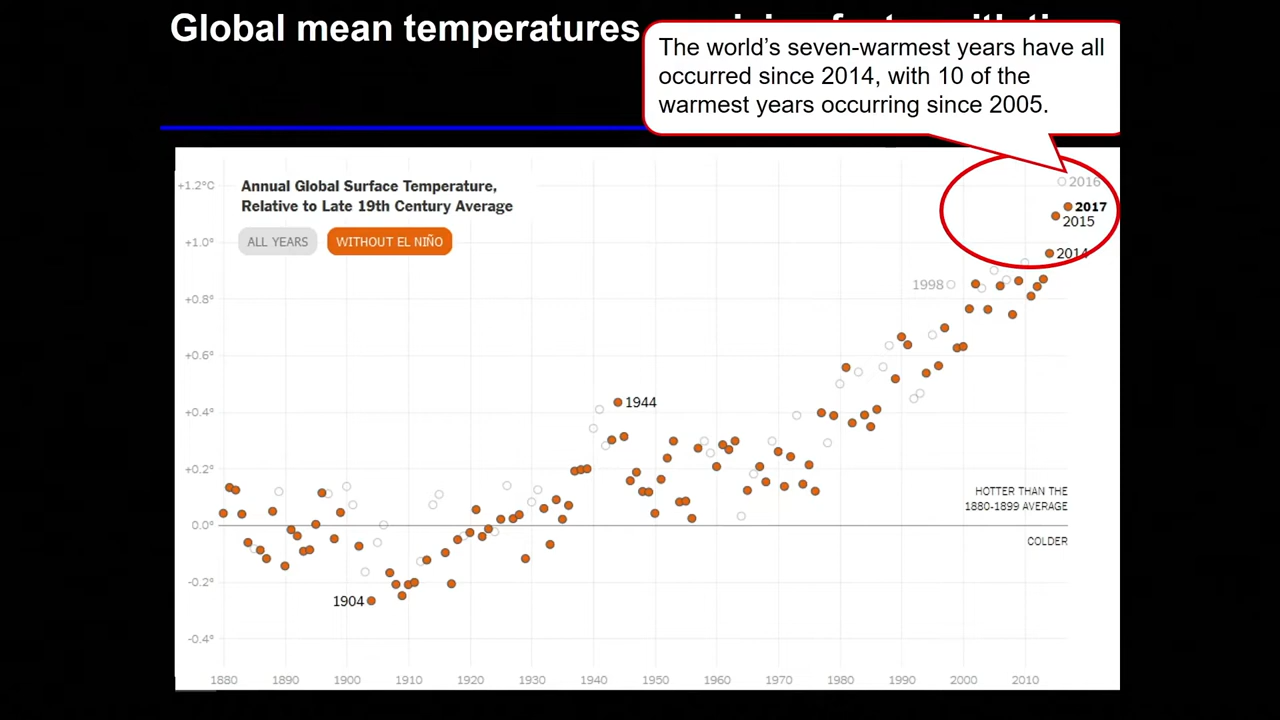 Global mean temperatures
The world’s seven-warmest years have all
occurred since 2014, with 10 of the
warmest years occurring since 2005.
Annual Global Surface Temperature,
Relative to Late 19th Century Average
ALL YEARS
WITHOUT EL NIÑO
+1.2°C
+1.0°
+0.8°
+0.6°
+0.4°
+0.2°
0.0°
-0.2°
-0.4°
2016
2017
2015
2014
1998
1944
1904
HOTTER THAN THE
1880-1899 AVERAGE
COLDER
1880 1890 1900 1910 1920 1930 1940 1950 1960 1970 1980 1990 2000 2010